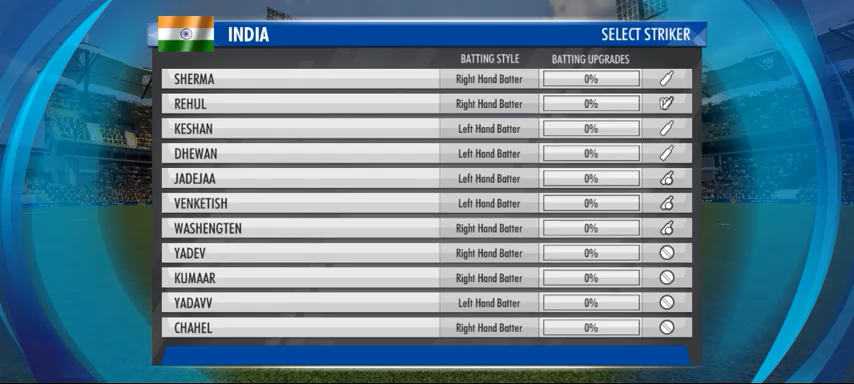 INDIA SELECT STRIKER
BATTING STYLE BATTING UPGRADES
SHERMA Right Hand Batter 0%
REHUL Right Hand Batter 0%
KESHAN Left Hand Batter 0%
DHEWAN Left Hand Batter 0%
JADEJAA Left Hand Batter 0%
VENKETISH Left Hand Batter 0%
WASHENGTEN Right Hand Batter 0%
YADEV Right Hand Batter 0%
KUMAAR Right Hand Batter 0%
YADAVV Left Hand Batter 0%
CHAHEL Right Hand Batter 0%